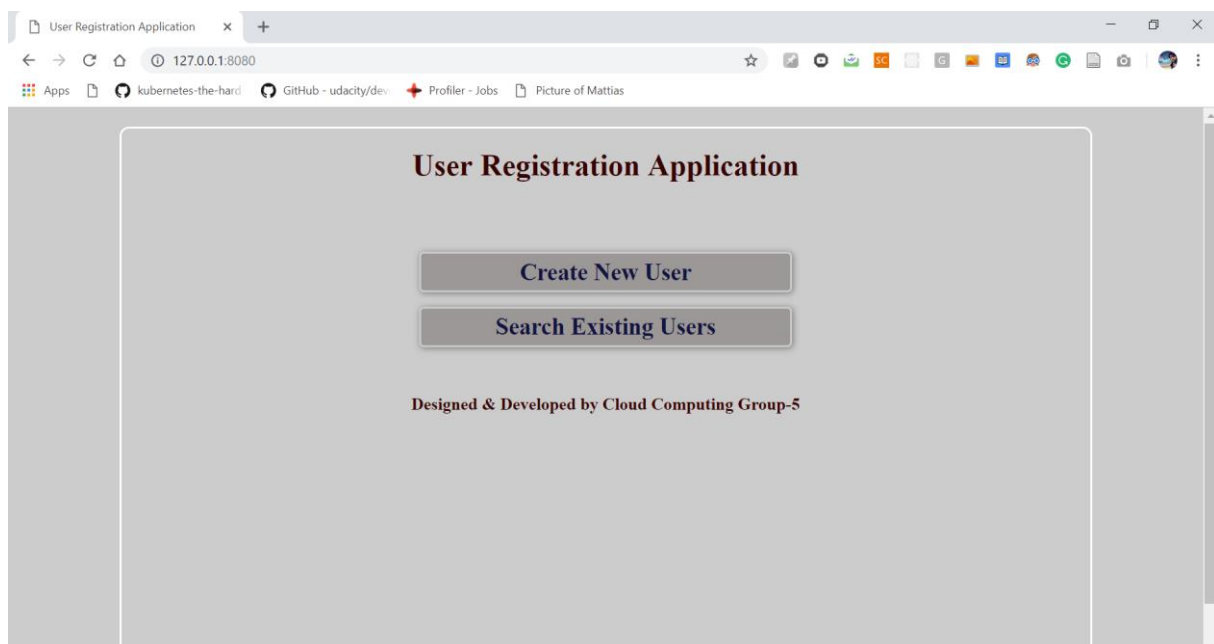 User Registration Application
127.0.0.1:8080
Apps kubernetes-the-hard GitHub - udacity/dev Profiler - Jobs Picture of Mattias
User Registration Application
Create New User
Search Existing Users
Designed & Developed by Cloud Computing Group-5